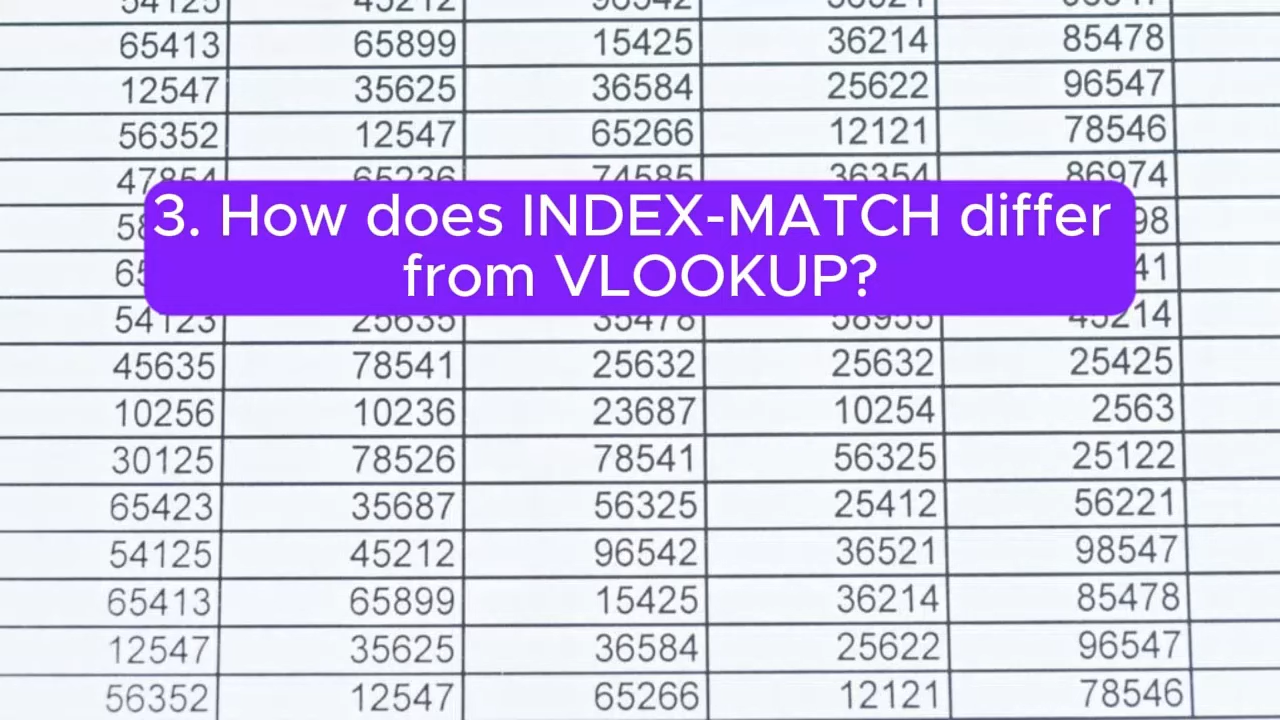 65413 65899 15425 36214 85478
12547 35625 36584 25622 96547
56352 12547 65266 12121 78546
86974
3. How does INDEX-MATCH differ
from VLOOKUP?
45635 78541 25632 25632 25425
10256 10236 23687 10254 2563
30125 78526 78541 56325 25122
65423 35687 56325 25412 56221
54125 45212 96542 36521 98547
65413 65899 15425 36214 85478
12547 35625 36584 25622 96547
56352 12547 65266 12121 78546